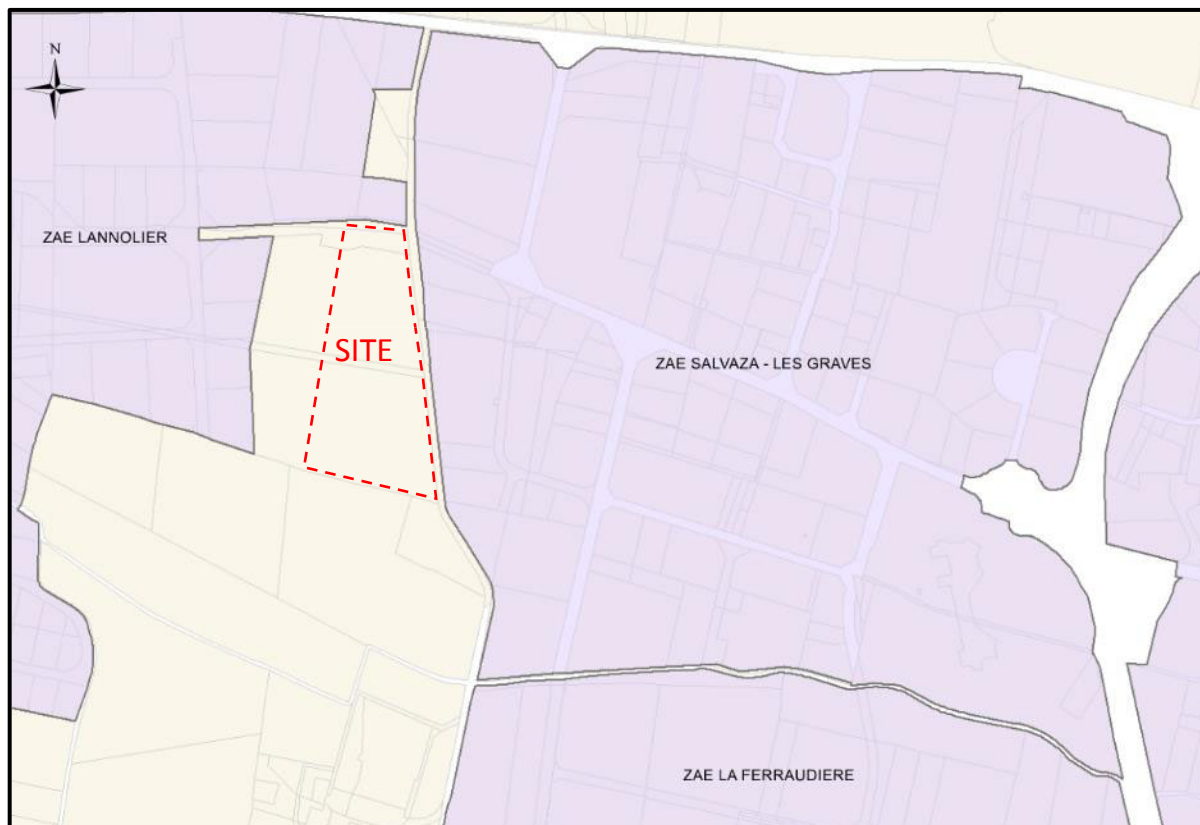 N
ZAE LANNOLIER
SITE
ZAE SALVAZA - LES GRAVES
ZAE LA FERRAUDIERE